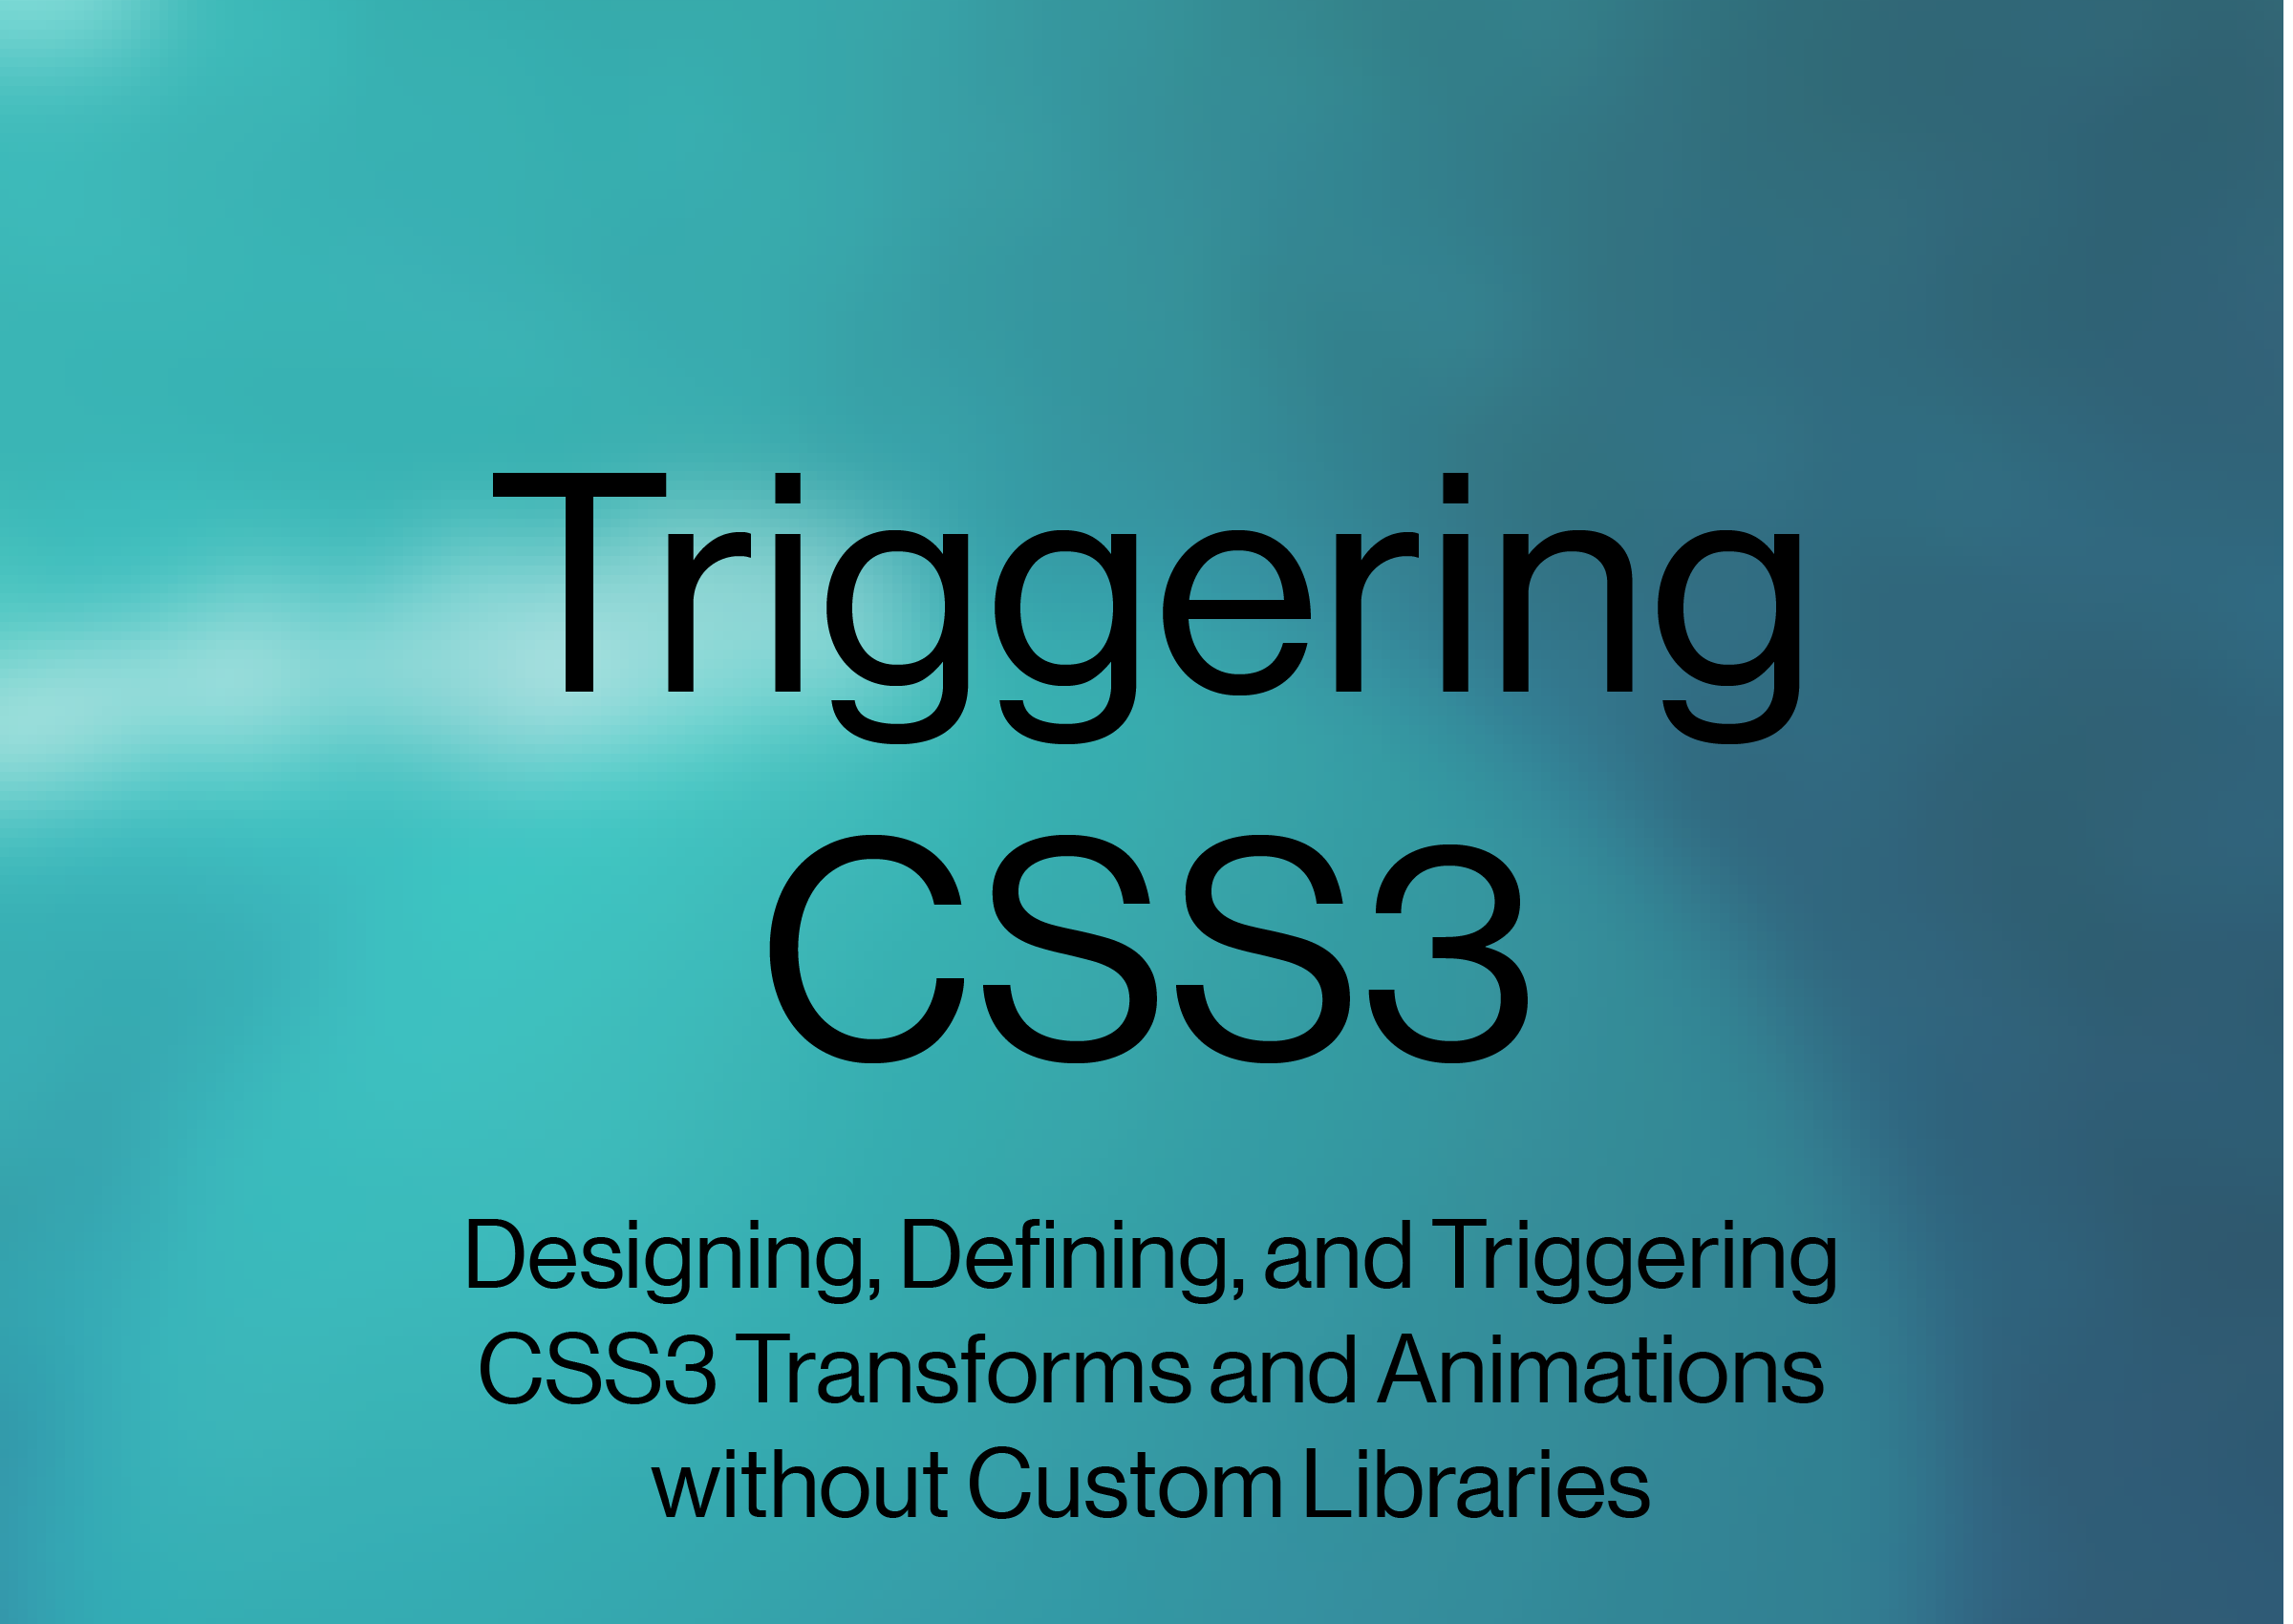 Triggering
CSS3
Designing, Defining, and Triggering
CSS3 Transforms and Animations
without Custom Libraries